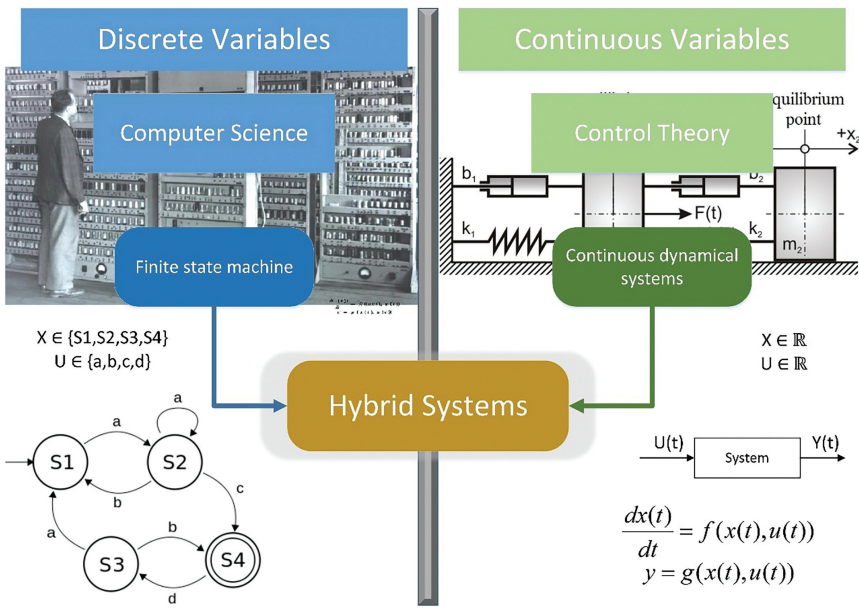 Discrete Variables
Continuous Variables
Computer Science
Control Theory
quilibrium
point
+x₂
b₁
b₂
F(t)
k₁
k₂
m₂
Finite state machine
Continuous dynamical
systems
X ∈ {S1,S2,S3,S4}
U ∈ {a,b,c,d}
X ∈ ℝ
U ∈ ℝ
Hybrid Systems
a
a
S1
S2
b
c
a
b
S3
S4
d
U(t)
System
Y(t)
dx(t)
dt
= f(x(t),u(t))
y = g(x(t),u(t))